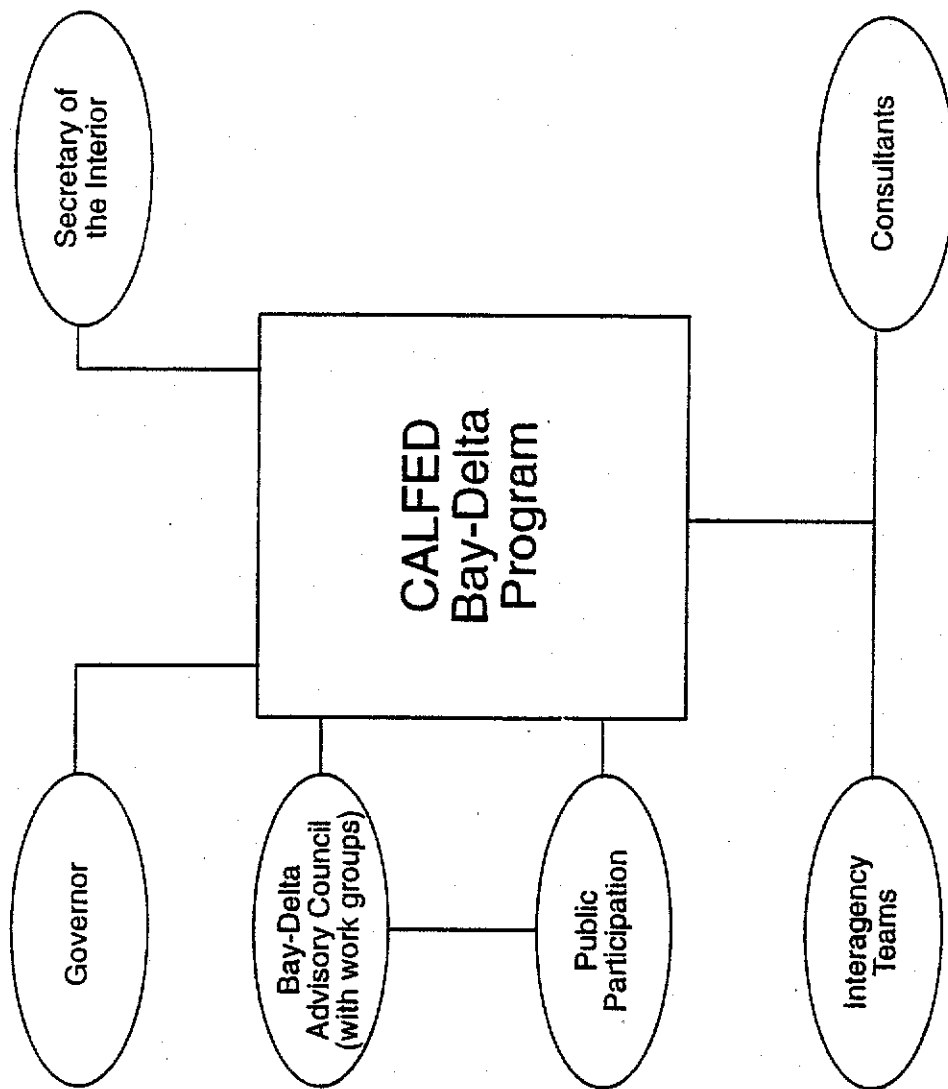 Governor
Secretary of
the Interior
Bay-Delta
Advisory Council
(with work groups)
CALFED
Bay-Delta
Program
Public
Participation
Interagency
Teams
Consultants